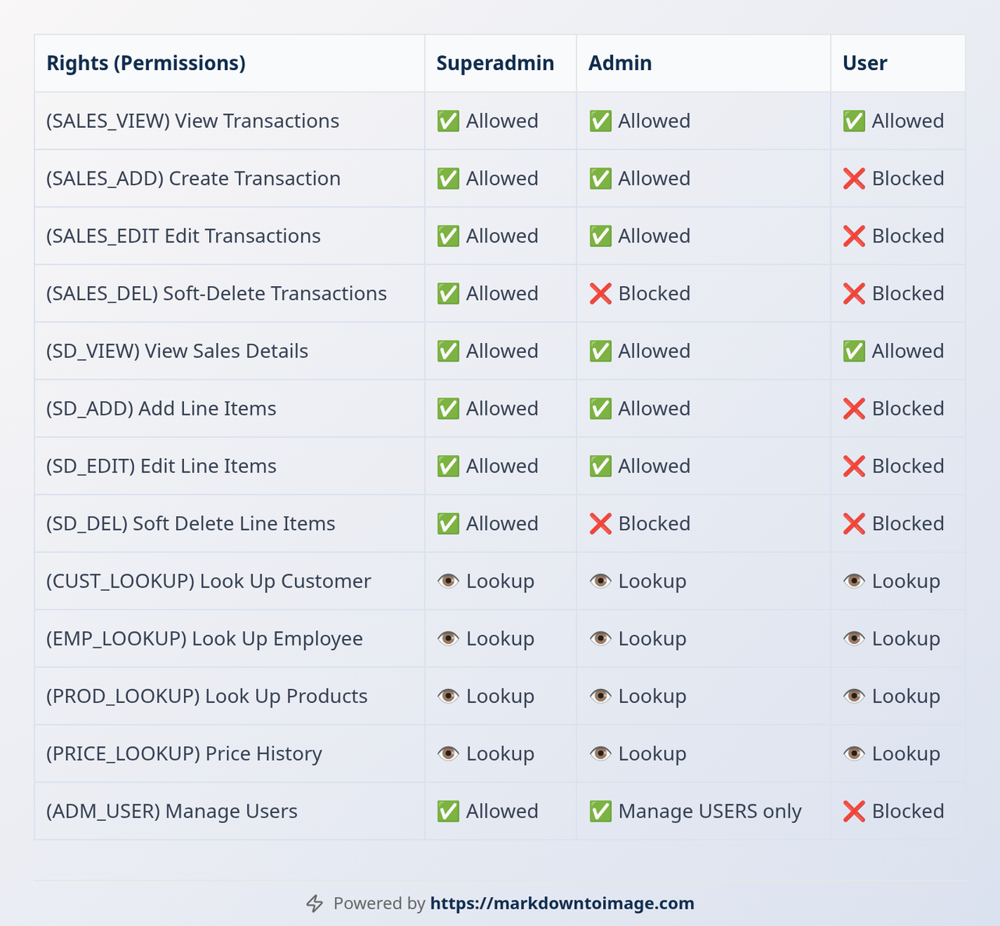 Rights (Permissions) Superadmin Admin User
(SALES_VIEW) View Transactions ✅ Allowed ✅ Allowed ✅ Allowed
(SALES_ADD) Create Transaction ✅ Allowed ✅ Allowed ❌ Blocked
(SALES_EDIT Edit Transactions ✅ Allowed ✅ Allowed ❌ Blocked
(SALES_DEL) Soft-Delete Transactions ✅ Allowed ❌ Blocked ❌ Blocked
(SD_VIEW) View Sales Details ✅ Allowed ✅ Allowed ✅ Allowed
(SD_ADD) Add Line Items ✅ Allowed ✅ Allowed ❌ Blocked
(SD_EDIT) Edit Line Items ✅ Allowed ✅ Allowed ❌ Blocked
(SD_DEL) Soft Delete Line Items ✅ Allowed ❌ Blocked ❌ Blocked
(CUST_LOOKUP) Look Up Customer 👁️ Lookup 👁️ Lookup 👁️ Lookup
(EMP_LOOKUP) Look Up Employee 👁️ Lookup 👁️ Lookup 👁️ Lookup
(PROD_LOOKUP) Look Up Products 👁️ Lookup 👁️ Lookup 👁️ Lookup
(PRICE_LOOKUP) Price History 👁️ Lookup 👁️ Lookup 👁️ Lookup
(ADM_USER) Manage Users ✅ Allowed ✅ Manage USERS only ❌ Blocked
Powered by https://markdowntoimage.com